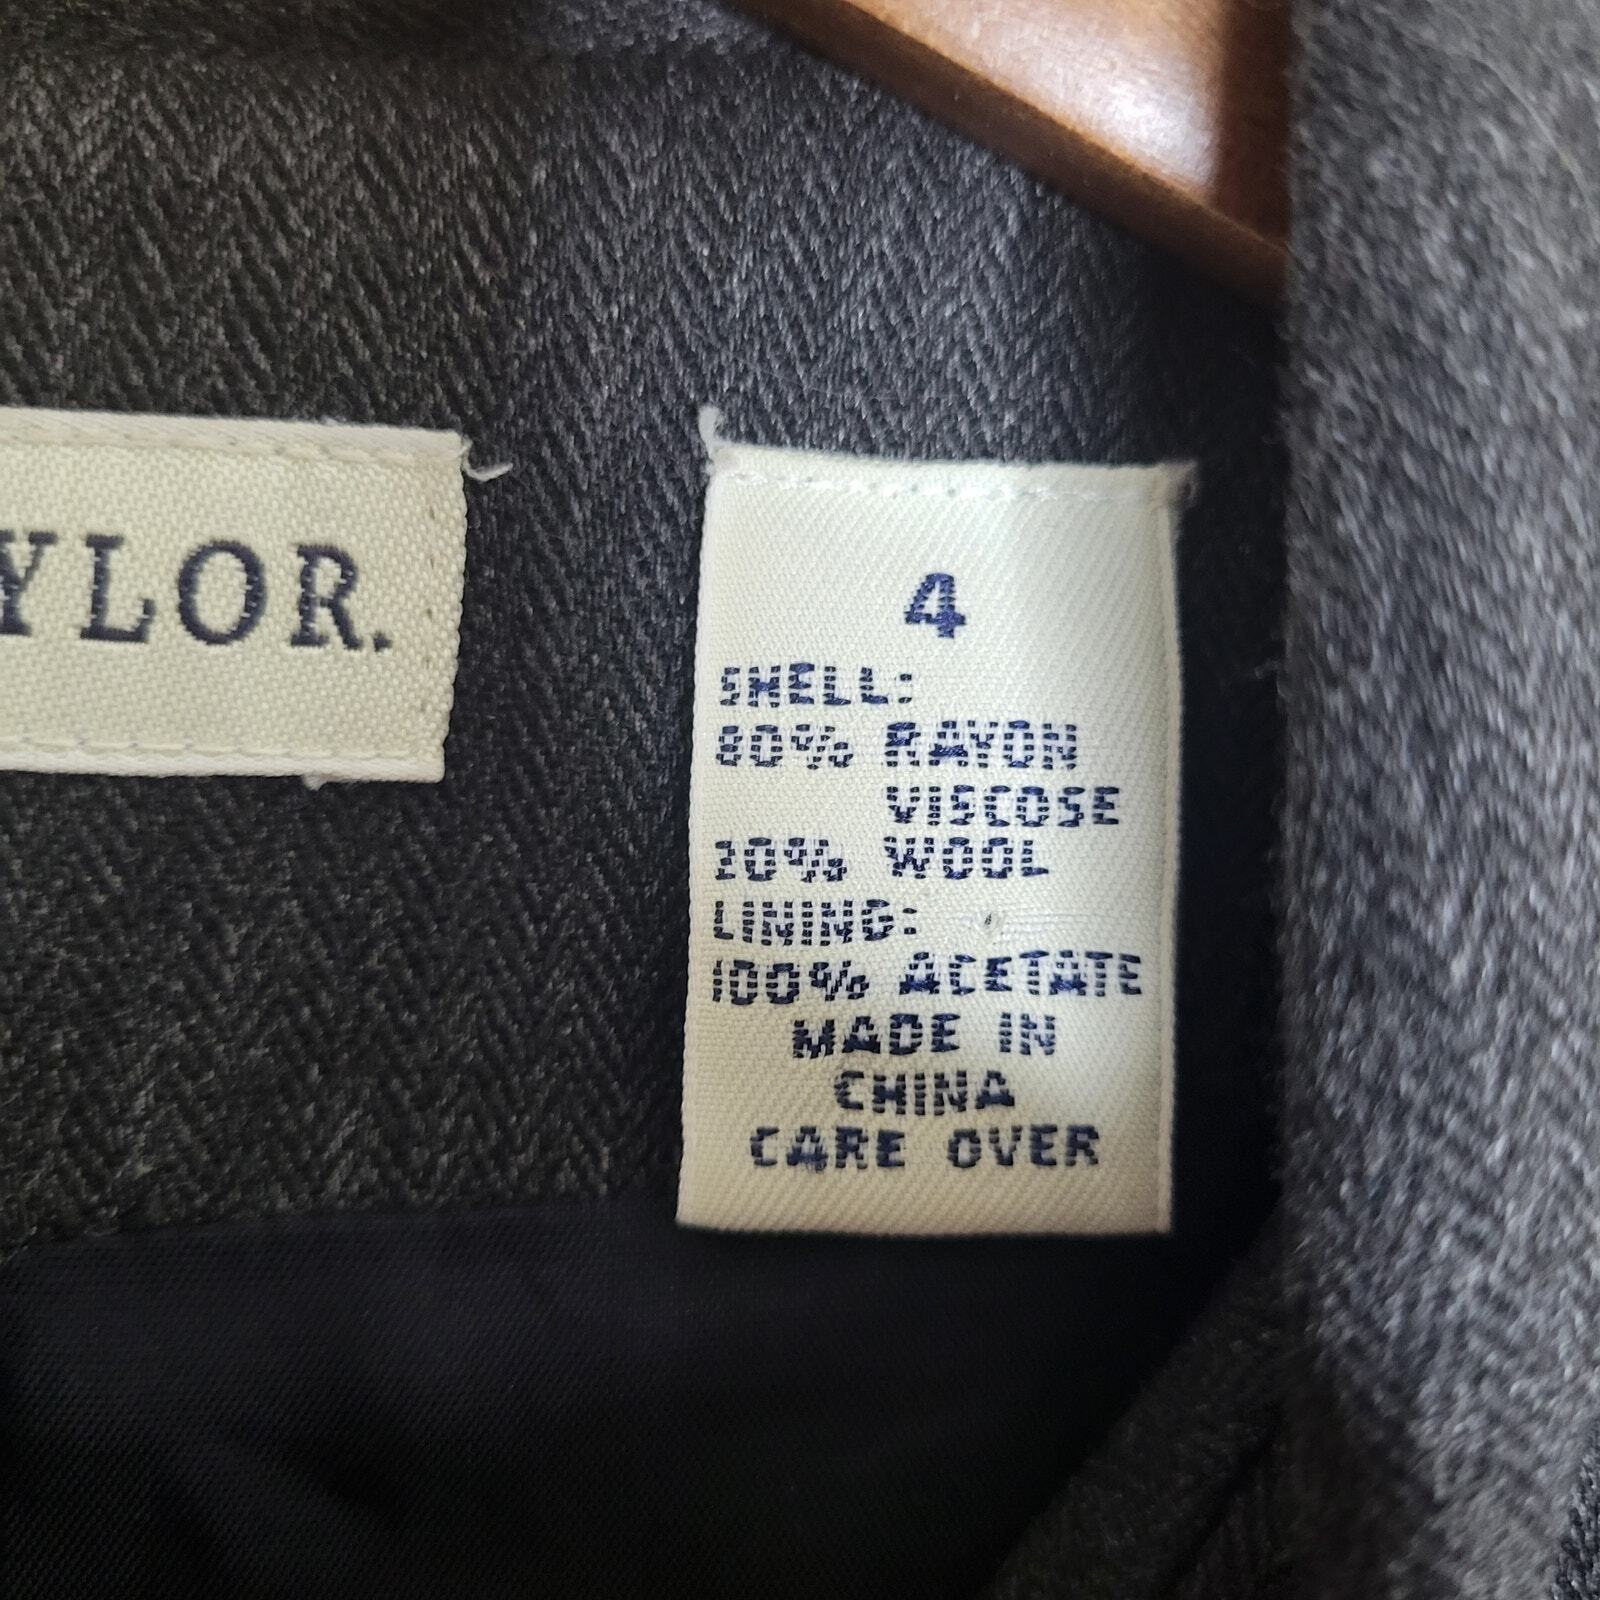 YLOR.
4
SHELL:
80% RAYON
VISCOSE
20% WOOL
LINING:
100% ACETATE
MADE IN
CHINA
CARE OVER